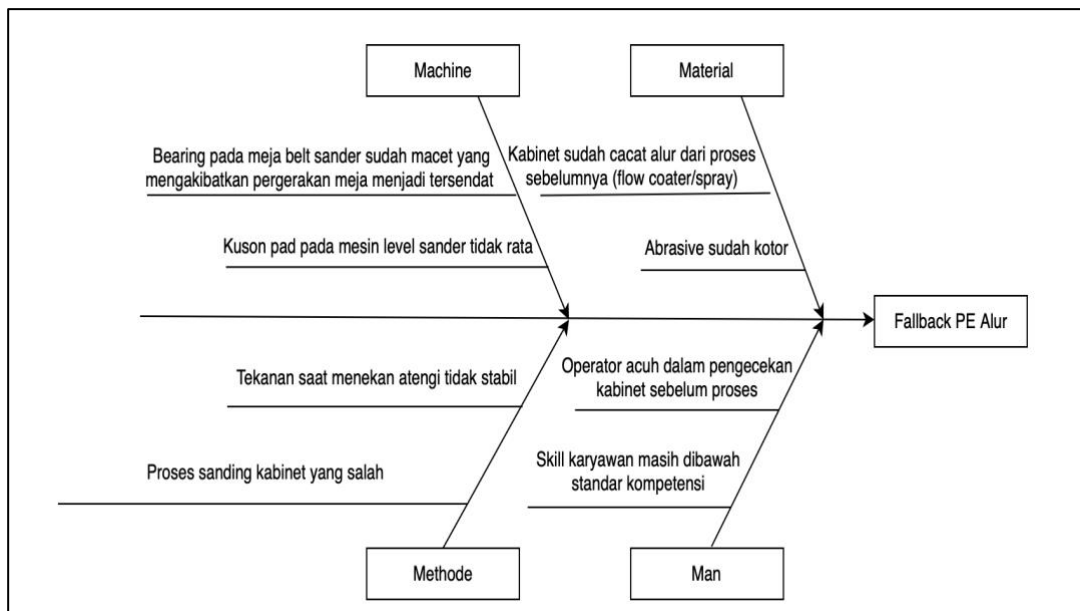 Machine
Material
Bearing pada meja belt sander sudah macet yang
mengakibatkan pergerakan meja menjadi tersendat
Kabinet sudah cacat alur dari proses
sebelumnya (flow coater/spray)
Kuson pad pada mesin level sander tidak rata
Abrasive sudah kotor
Fallback PE Alur
Tekanan saat menekan atengi tidak stabil
Operator acuh dalam pengecekan
kabinet sebelum proses
Proses sanding kabinet yang salah
Skill karyawan masih dibawah
standar kompetensi
Methode
Man